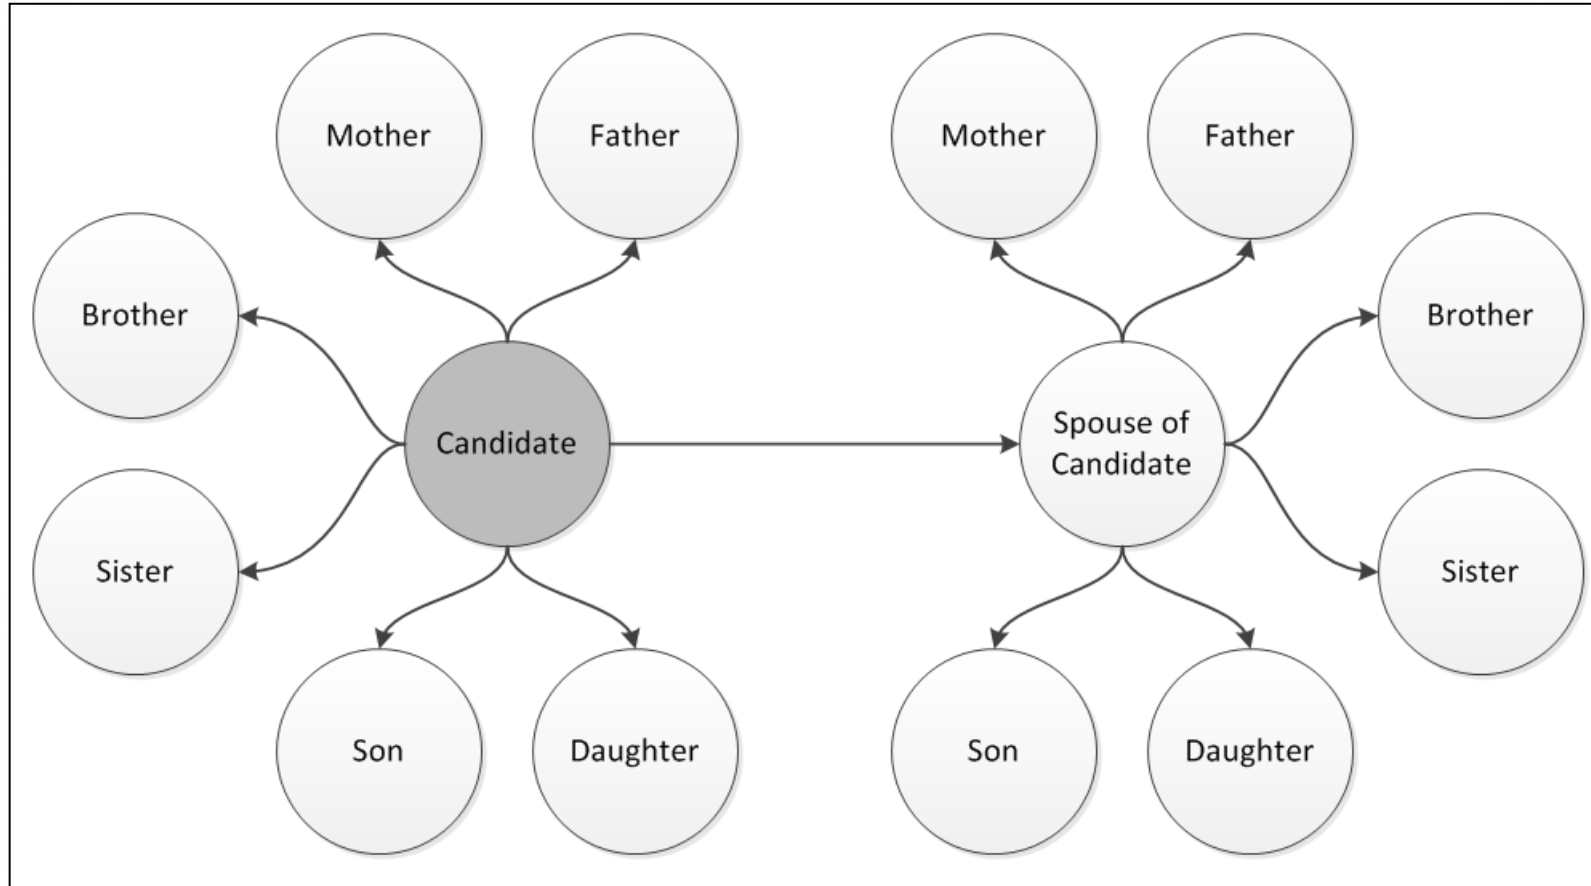 Mother
Father
Mother
Father
Brother
Brother
Candidate
Spouse of
Candidate
Sister
Sister
Son
Daughter
Son
Daughter